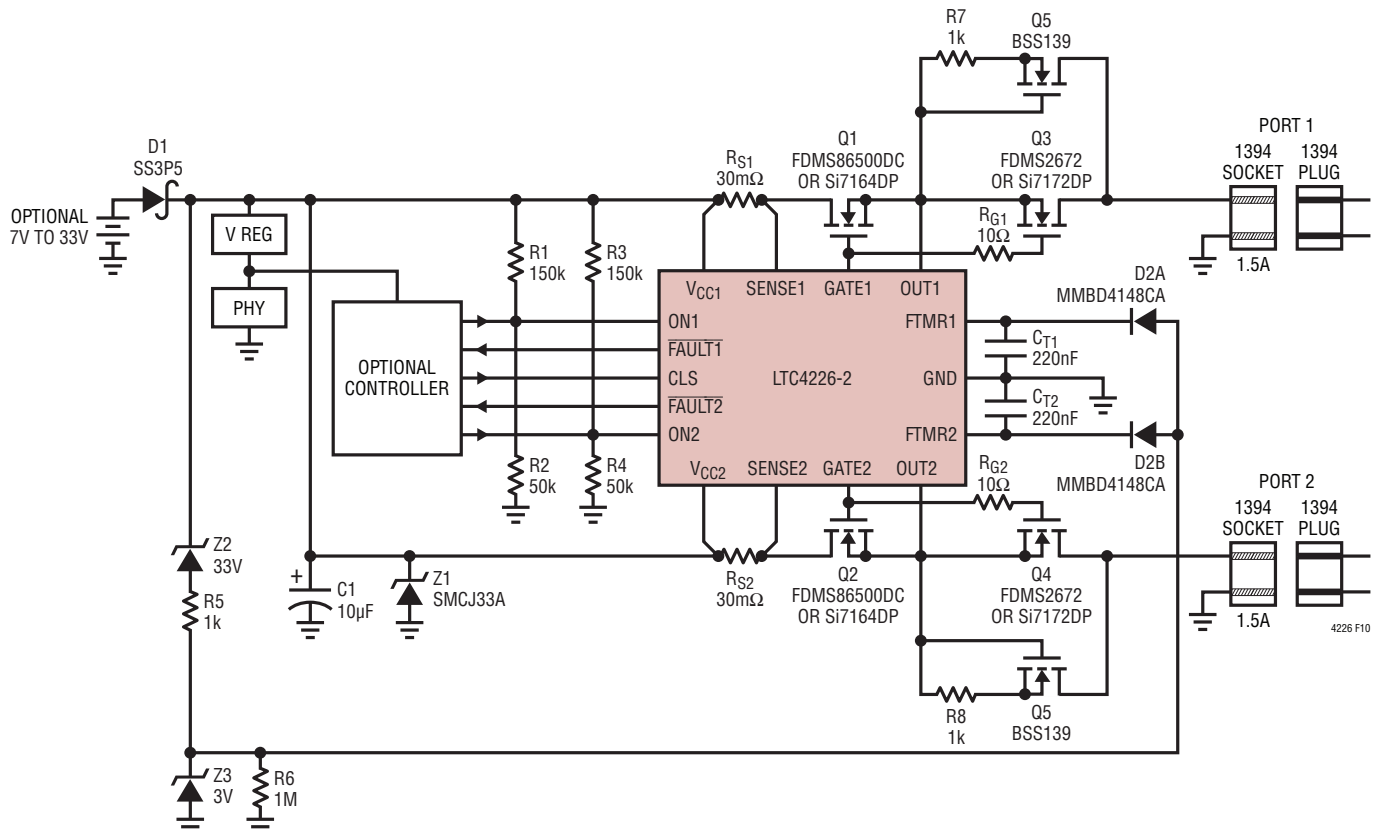 R7
1k
Q5
BSS139
D1
SS3P5
OPTIONAL
7V TO 33V
V REG
PHY
RS1
30mΩ
Q1
FDMS86500DC
OR Si7164DP
Q3
FDMS2672
OR Si7172DP
RG1
10Ω
PORT 1
1394
SOCKET
1394
PLUG
1.5A
R1
150k
R3
150k
OPTIONAL
CONTROLLER
VCC1
SENSE1
GATE1
OUT1
ON1
FAULT1
CLS
FAULT2
ON2
LTC4226-2
FTMR1
GND
FTMR2
VCC2
SENSE2
GATE2
OUT2
D2A
MMBD4148CA
CT1
220nF
CT2
220nF
D2B
MMBD4148CA
R2
50k
R4
50k
RG2
10Ω
PORT 2
1394
SOCKET
1394
PLUG
1.5A
Z2
33V
R5
1k
+
C1
10µF
Z1
SMCJ33A
RS2
30mΩ
Q2
FDMS86500DC
OR Si7164DP
Q4
FDMS2672
OR Si7172DP
4226 F10
R8
1k
Q5
BSS139
Z3
3V
R6
1M